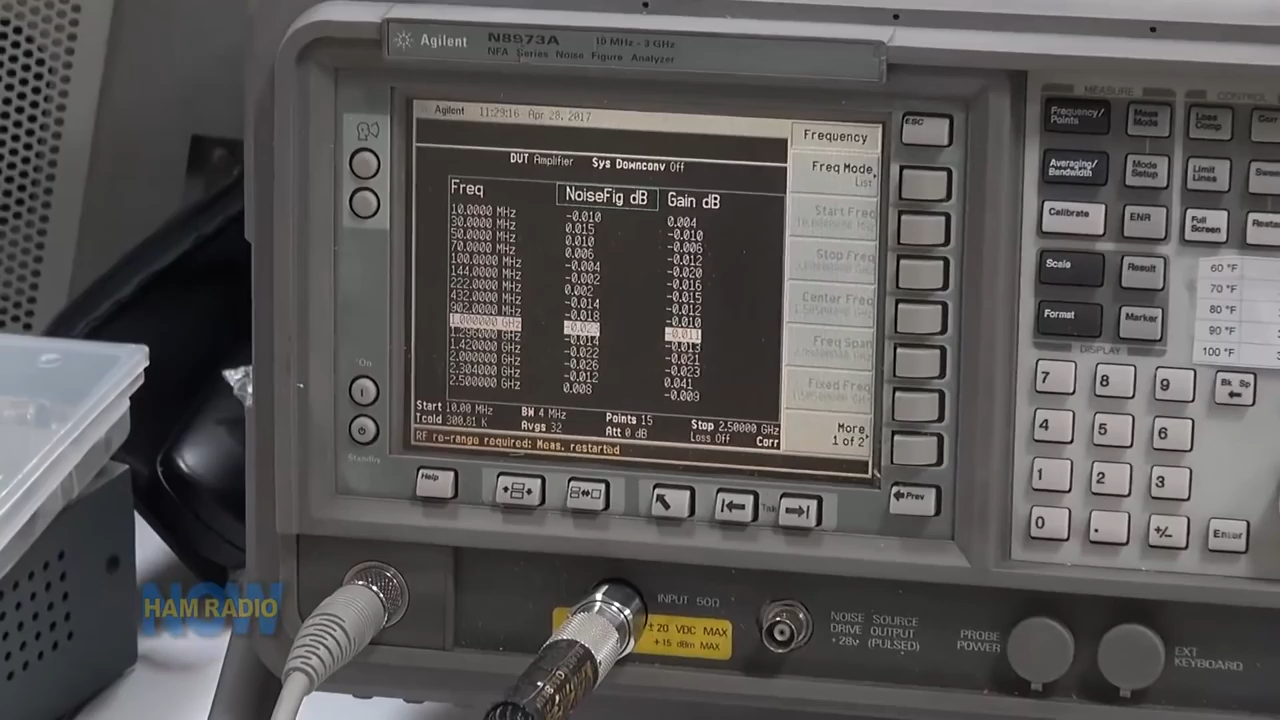 Agilent N8973A 10 MHz - 3 GHz
NFA Series Noise Figure Analyzer
Agilent 11:29:16 Apr 28, 2017
DUT Amplifier Sys Downconv Off
Freq NoiseFig dB Gain dB
10.0000 MHz -0.010 0.004
30.0000 MHz 0.015 -0.010
50.0000 MHz 0.010 -0.006
70.0000 MHz 0.006 -0.012
100.0000 MHz -0.004 -0.020
144.0000 MHz 0.002 -0.016
222.0000 MHz 0.002 -0.015
432.0000 MHz -0.014 -0.012
902.0000 MHz -0.018 -0.010
1.000000 GHz -0.011
1.296000 GHz -0.014 -0.013
1.420000 GHz -0.022 -0.021
2.000000 GHz -0.026 -0.023
2.304000 GHz -0.012 0.041
2.500000 GHz 0.008 -0.009
Start 10.00 MHz BW 4 MHz Points 15 Stop 2.50000 GHz
Tcold 300.81 K Avgs 32 Att 0 dB Loss Off Corr
RF re-range required; Meas. restarted
Frequency
Freq Mode
List
Start Freq
Stop Freq
Center Freq
Freq Span
Fixed Freq
More
1 of 2
ESC
Prev
Help
Tab
On
Standby
MEASURE
CONTROL
Frequency/
Points
Meas
Mode
Loss
Comp
Averaging/
Bandwidth
Mode
Setup
Limit
Lines
Calibrate
ENR
Full
Screen
Scale
Result
Format
Marker
DISPLAY
60 °F
70 °F
80 °F
90 °F
100 °F
7 8 9 Bk Sp
4 5 6
1 2 3
0 . +/- Enter
INPUT 50Ω
±20 VDC MAX
+15 dBm MAX
NOISE SOURCE
DRIVE OUTPUT
+28v (PULSED)
PROBE
POWER
EXT
KEYBOARD
HAM RADIO
NOW